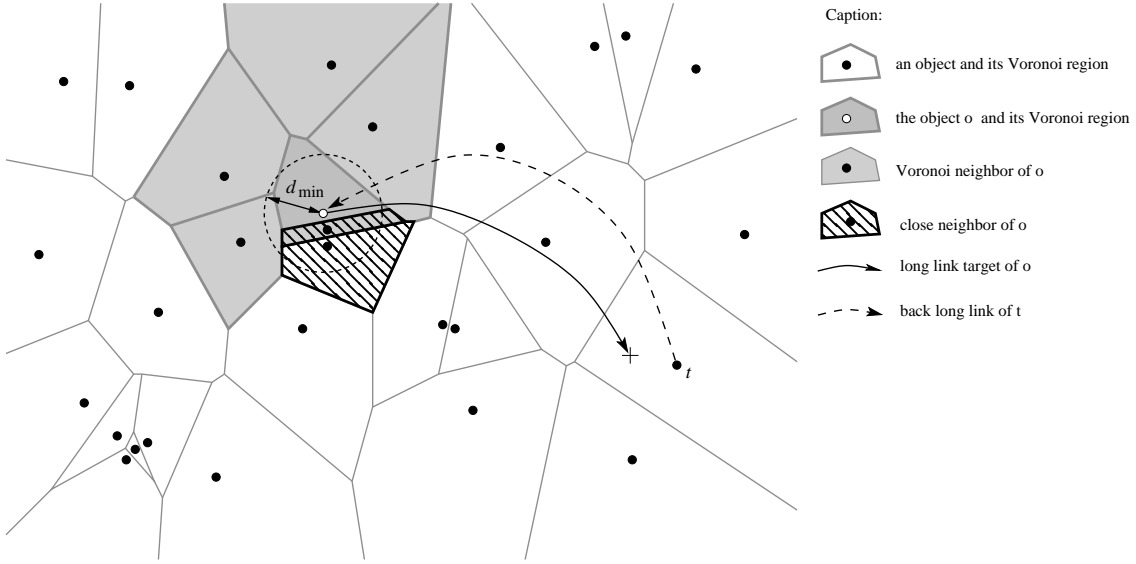 Caption:
an object and its Voronoi region
the object o and its Voronoi region
Voronoi neighbor of o
close neighbor of o
long link target of o
back long link of t
d min
t